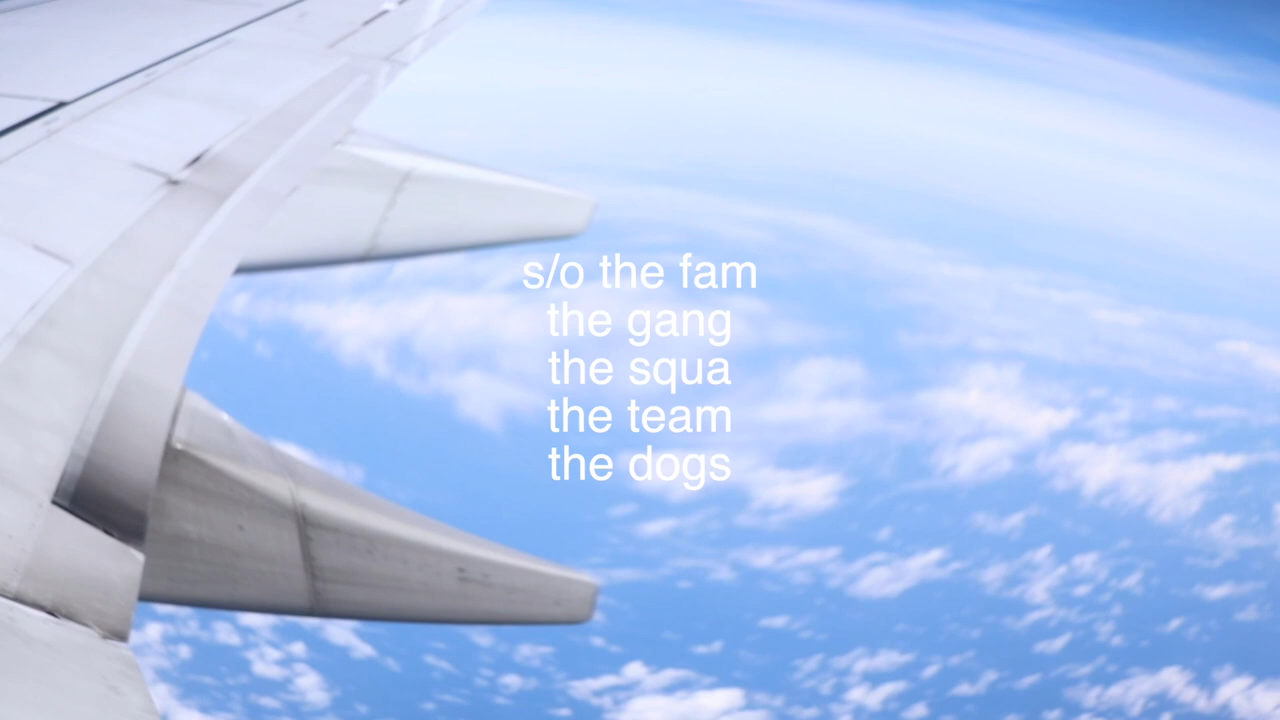 s/o the fam
the gang
the squa
the team
the dogs